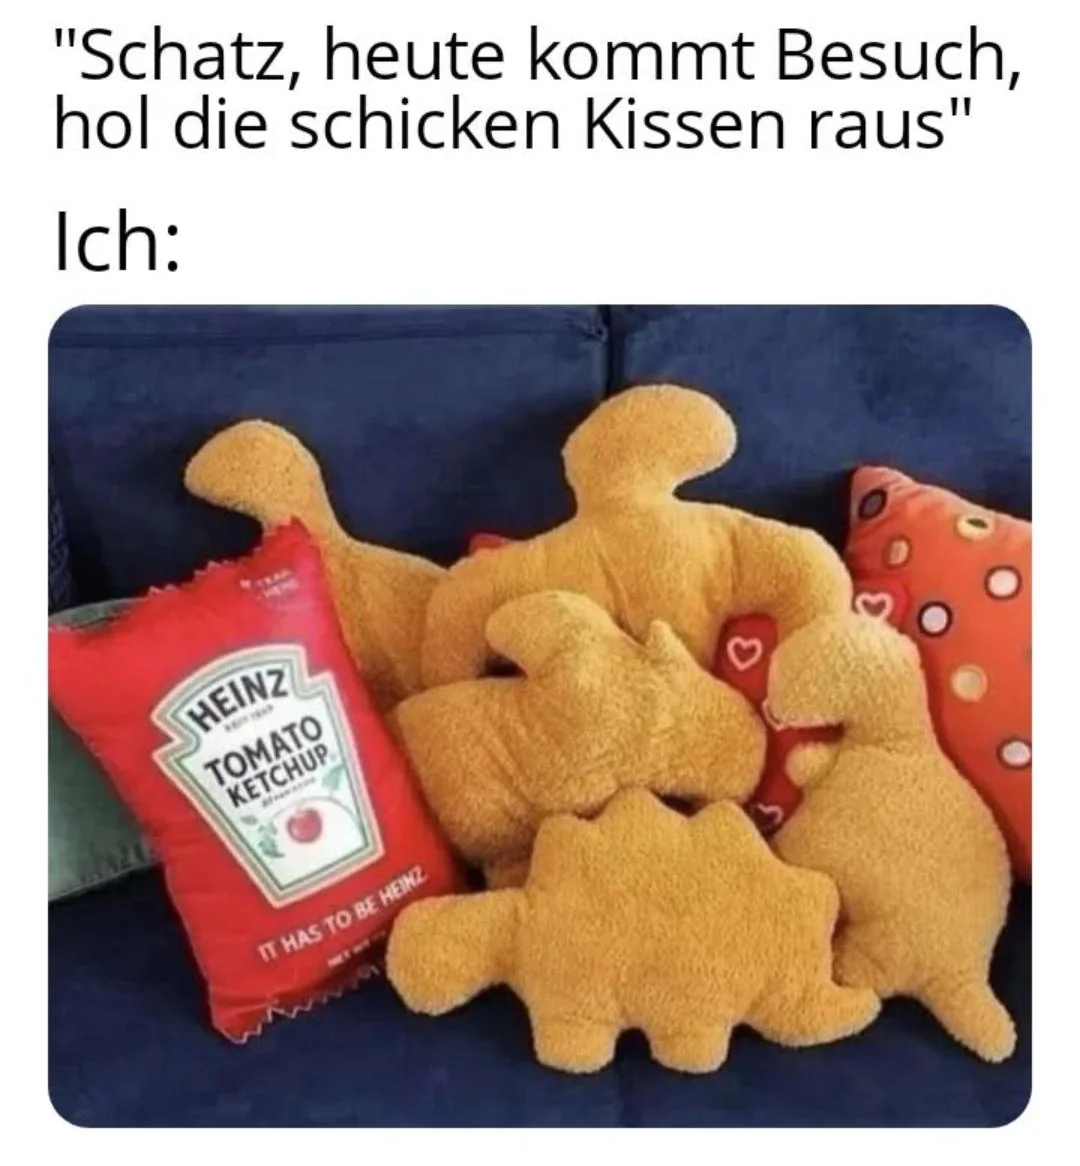 "Schatz, heute kommt Besuch,
hol die schicken Kissen raus"
Ich:
HEINZ
TOMATO
KETCHUP
IT HAS TO BE HEINZ